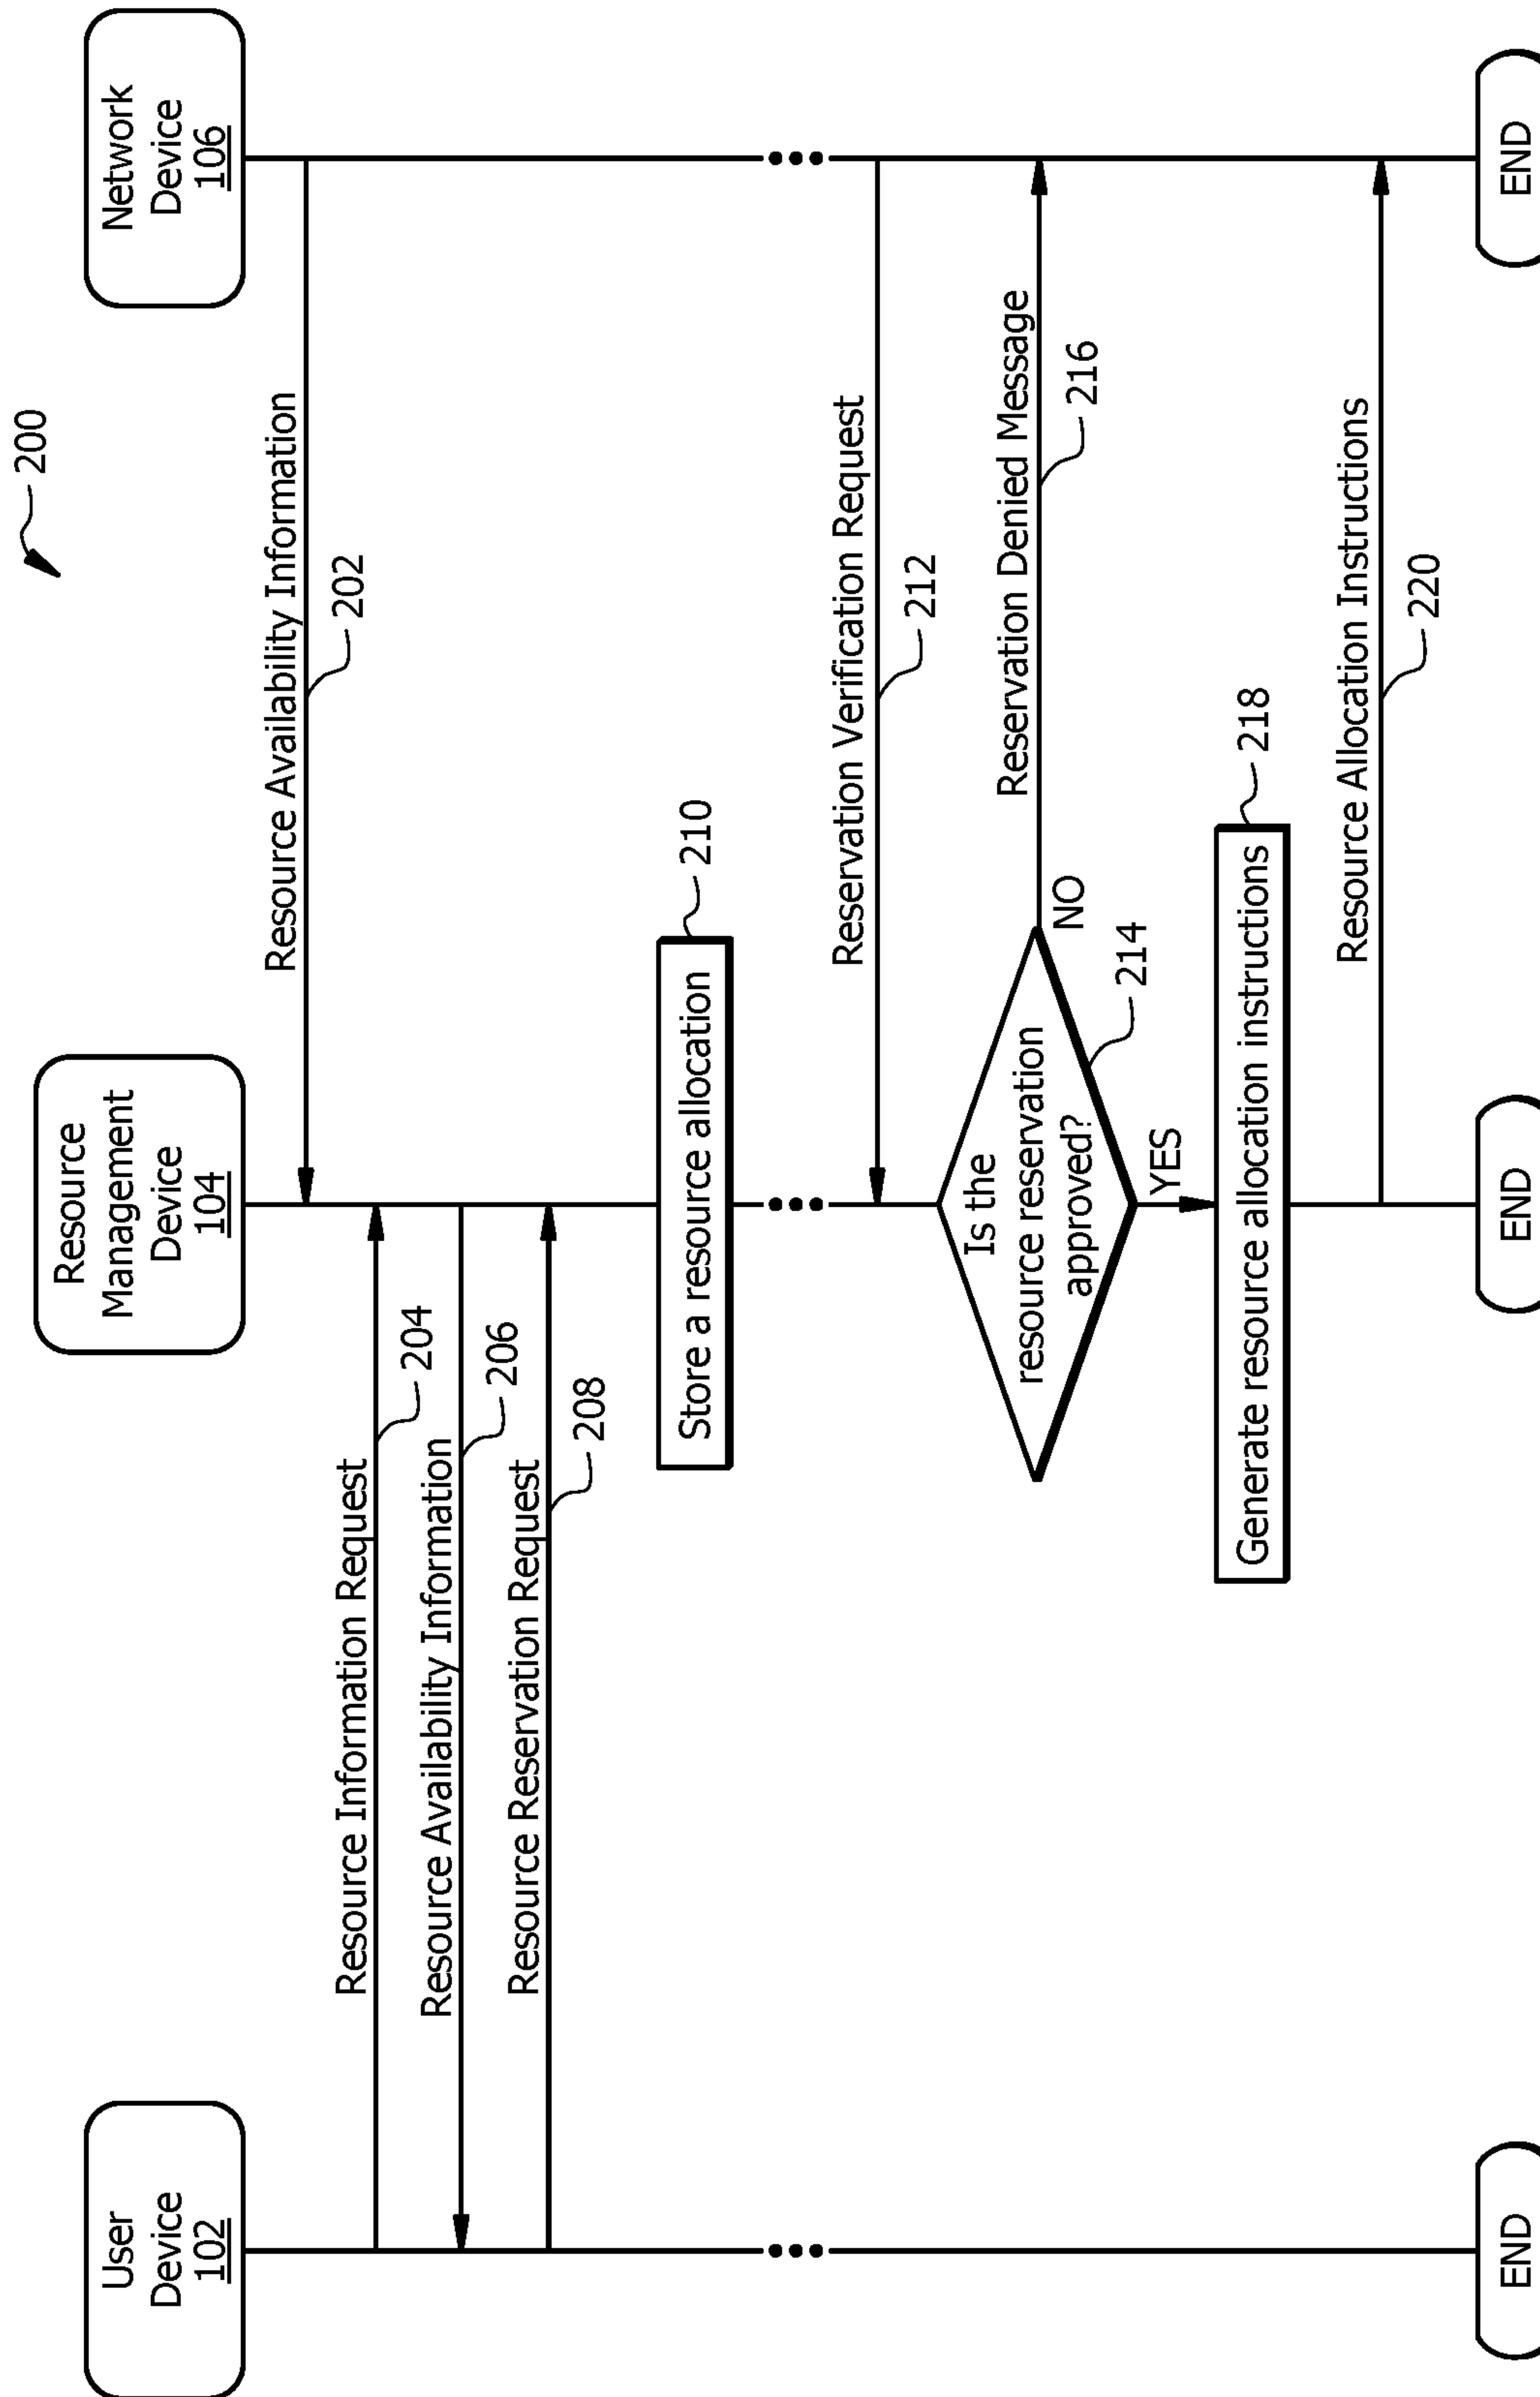 200
User
Device
102
Resource
Management
Device
104
Network
Device
106
Resource Availability Information
202
Resource Information Request
204
Resource Availability Information
206
Resource Reservation Request
208
Store a resource allocation
210
Reservation Verification Request
212
Is the
resource reservation
approved?
214
NO
Reservation Denied Message
216
YES
Generate resource allocation instructions
218
Resource Allocation Instructions
220
END
END
END